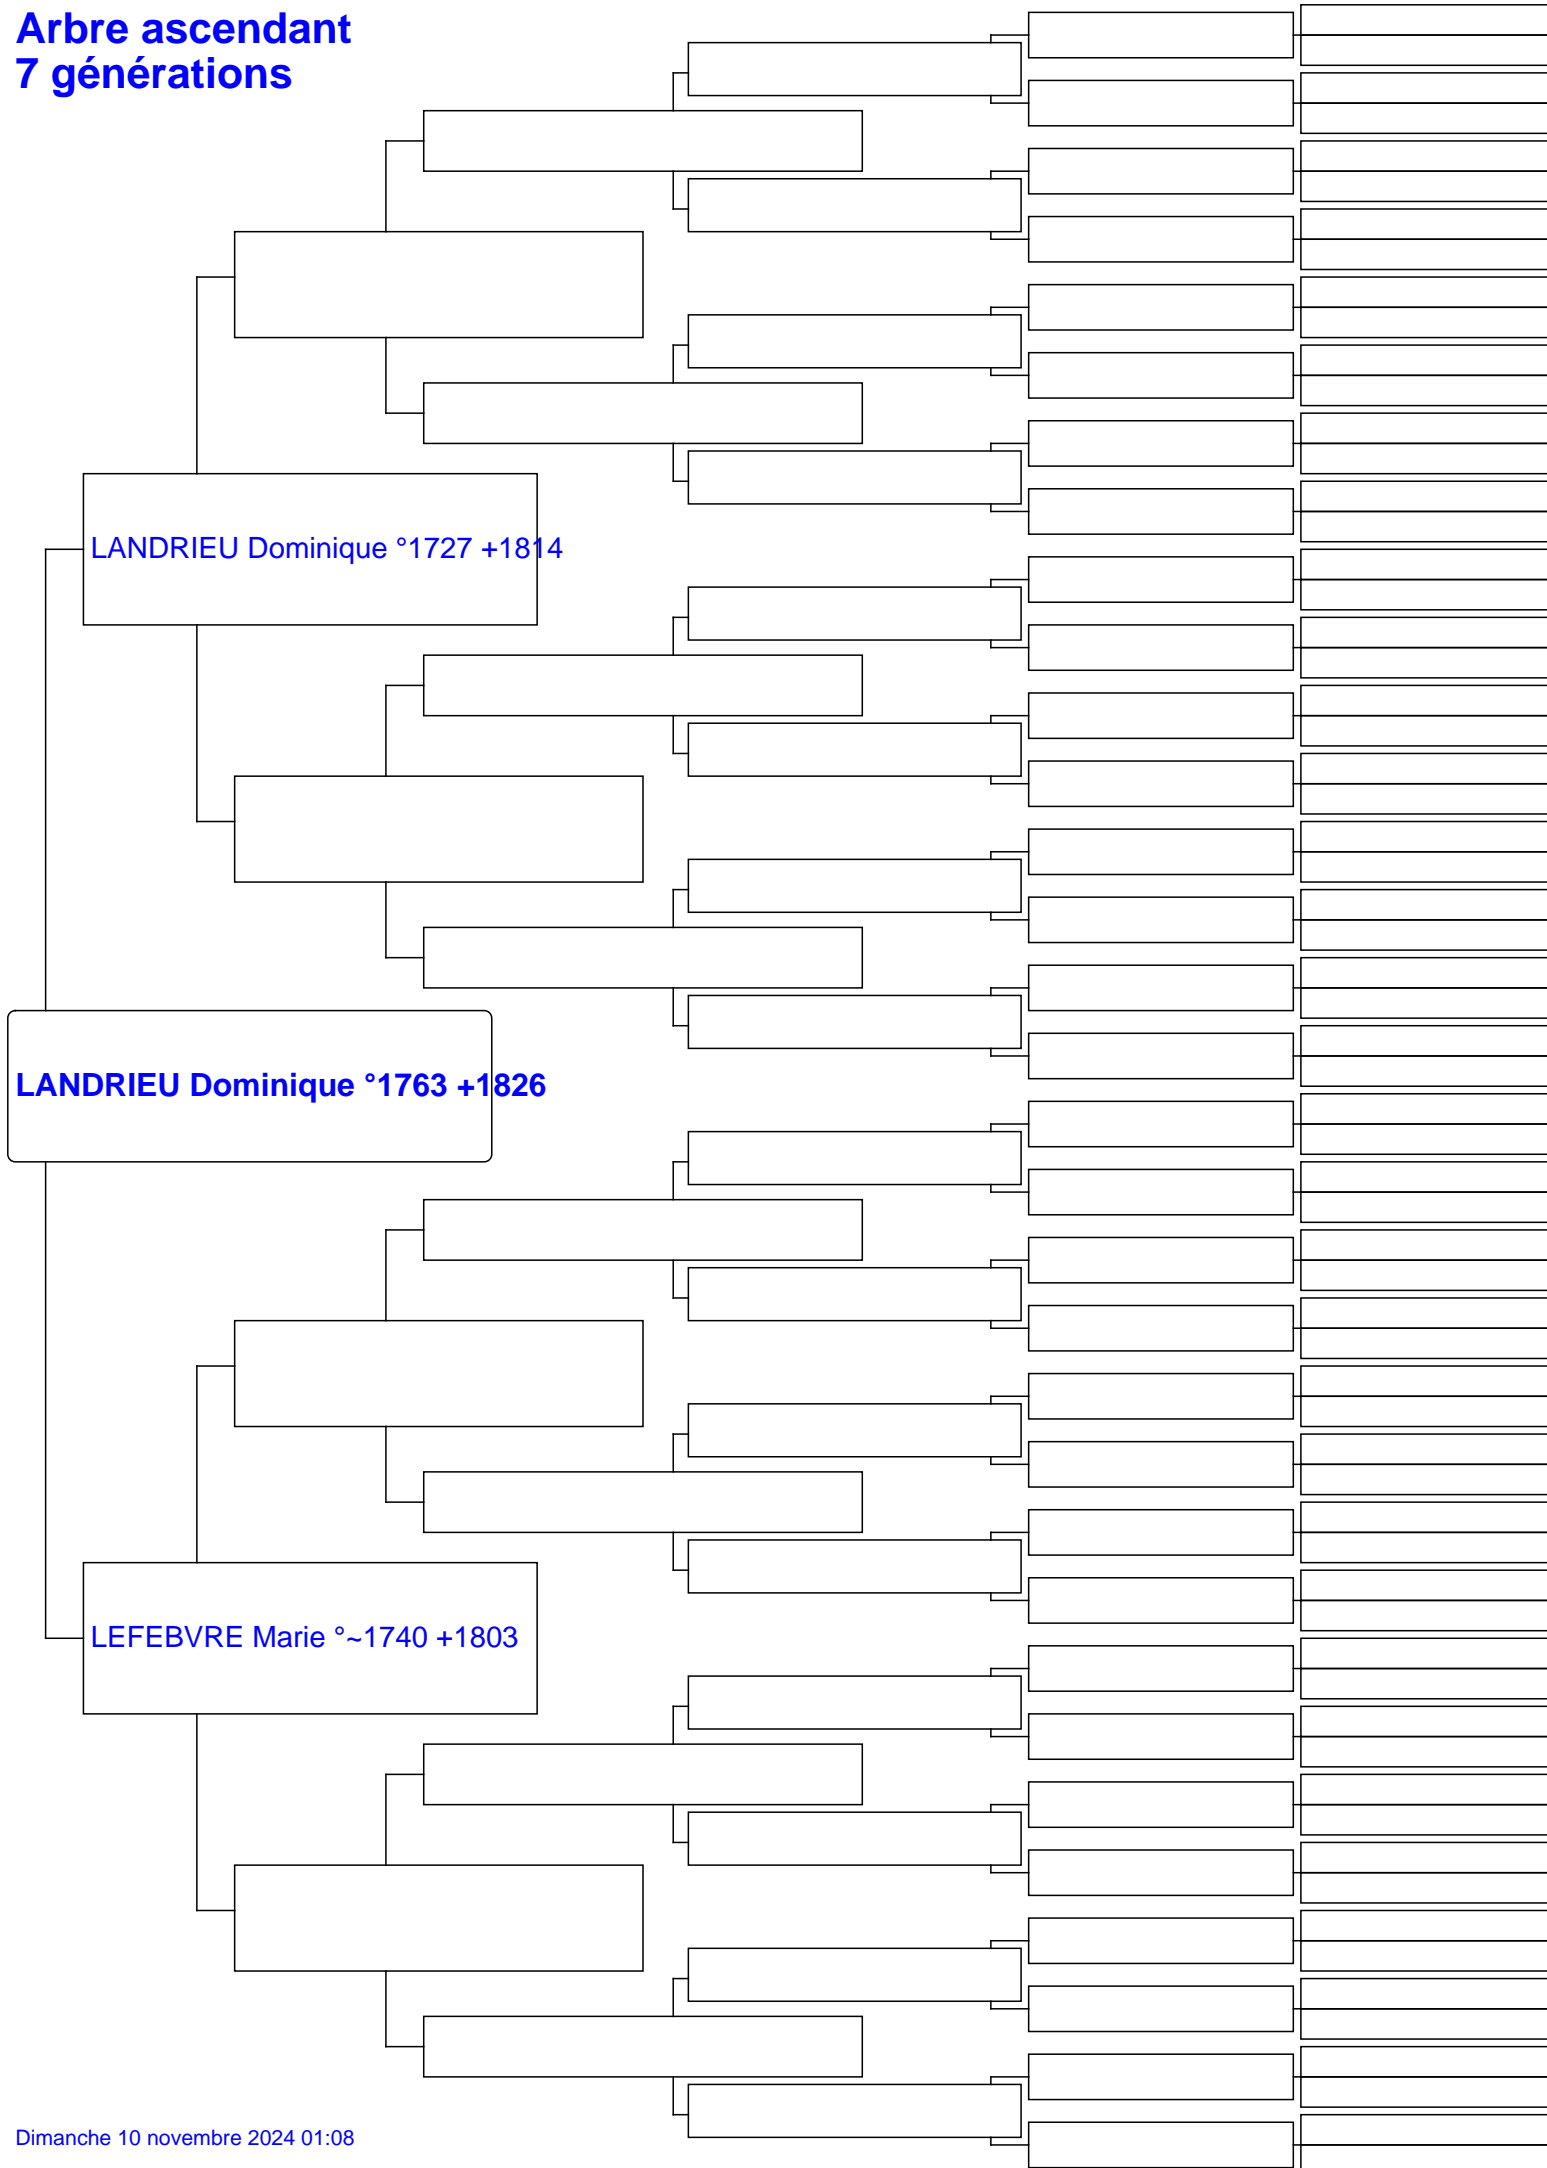 Arbre ascendant
7 générations
LANDRIEU Dominique °1727 +1814
LANDRIEU Dominique °1763 +1826
LEFEBVRE Marie °~1740 +1803
Dimanche 10 novembre 2024 01:08